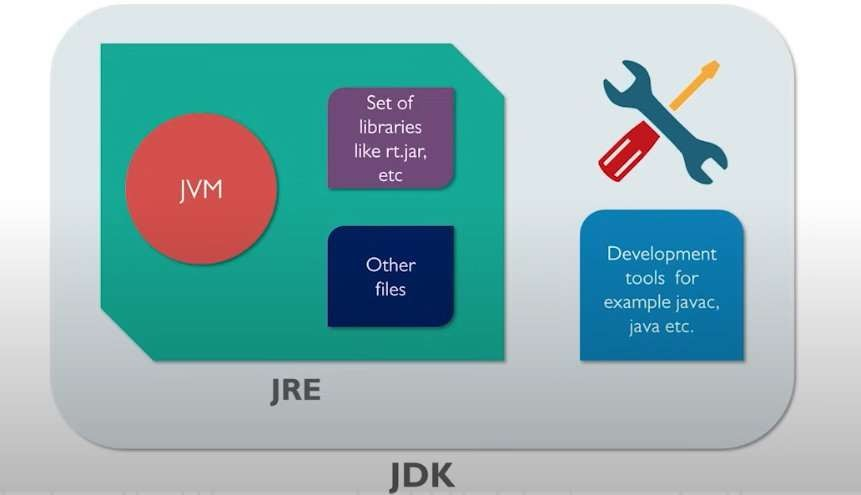 JVM
Set of
libraries
like rt.jar,
etc
Other
files
Development
tools for
example javac,
java etc.
JRE
JDK